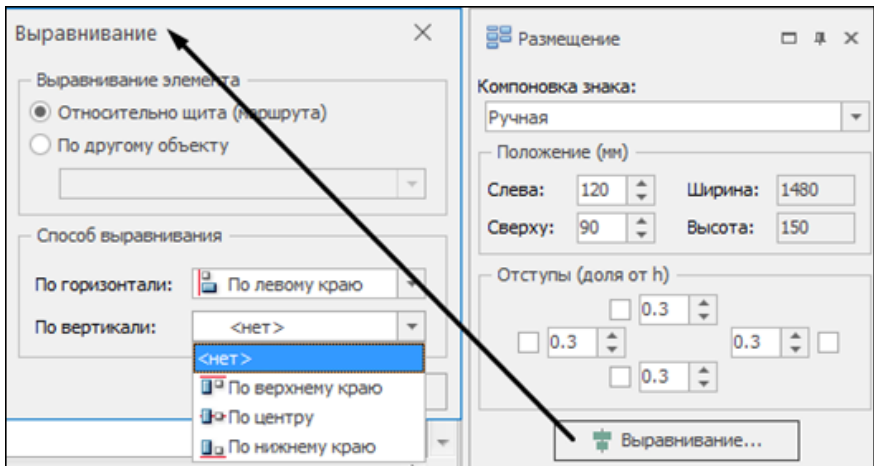 Выравнивание
Выравнивание элемента
Относительно щита (маршрута)
По другому объекту
Способ выравнивания
По горизонтали: По левому краю
По вертикали: <нет>
<нет>
По верхнему краю
По центру
По нижнему краю
Размещение
Компоновка знака:
Ручная
Положение (мм)
Слева: 120 Ширина: 1480
Сверху: 90 Высота: 150
Отступы (доля от h)
0.3
0.3 0.3
0.3
Выравнивание...